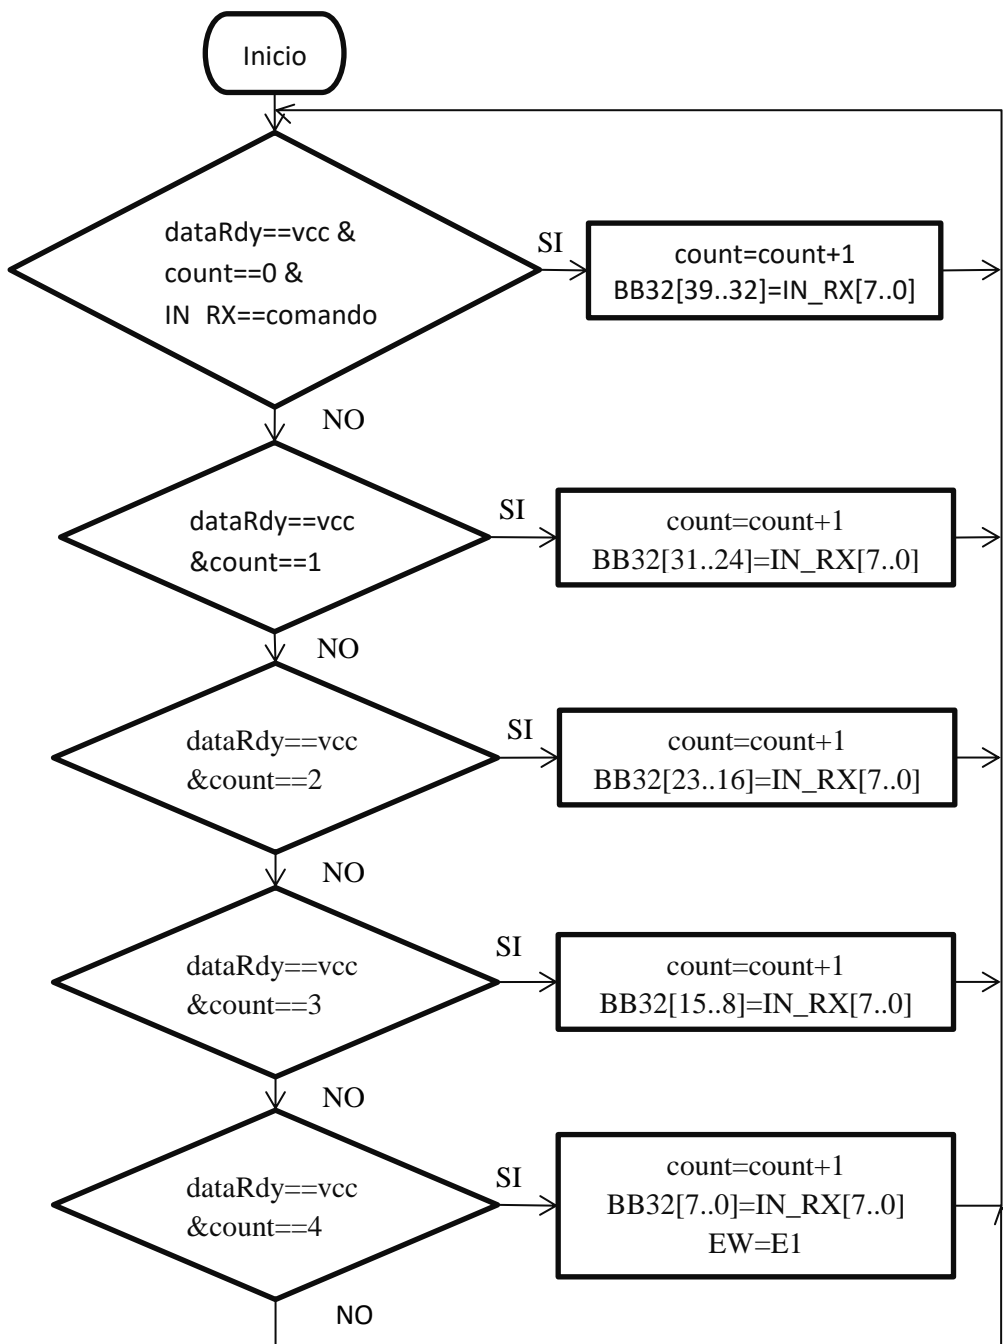 Inicio
dataRdy==vcc &
count==0 &
IN RX==comando
SI
count=count+1
BB32[39..32]=IN_RX[7..0]
NO
dataRdy==vcc
&count==1
SI
count=count+1
BB32[31..24]=IN_RX[7..0]
NO
dataRdy==vcc
&count==2
SI
count=count+1
BB32[23..16]=IN_RX[7..0]
NO
dataRdy==vcc
&count==3
SI
count=count+1
BB32[15..8]=IN_RX[7..0]
NO
dataRdy==vcc
&count==4
SI
count=count+1
BB32[7..0]=IN_RX[7..0]
EW=E1
NO